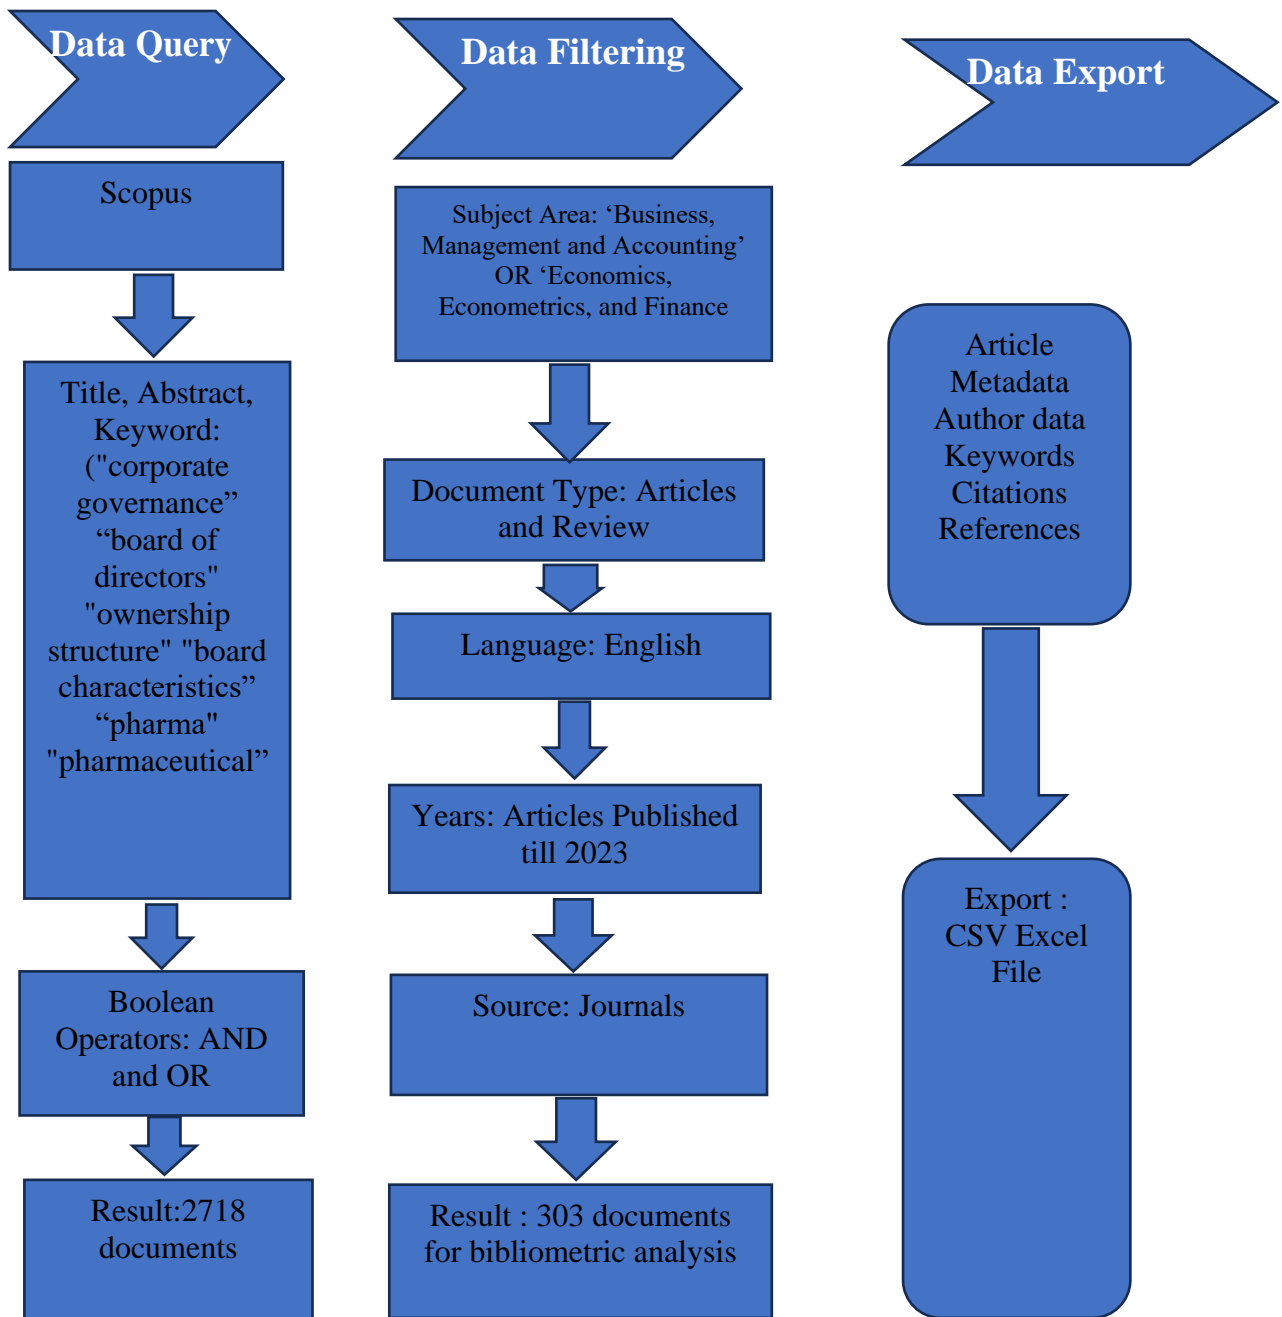 Data Query
Scopus
Title, Abstract,
Keyword:
("corporate
governance”
“board of
directors"
"ownership
structure" "board
characteristics”
“pharma"
"pharmaceutical”
Boolean
Operators: AND
and OR
Result:2718
documents
Data Filtering
Subject Area: ‘Business,
Management and Accounting’
OR ‘Economics,
Econometrics, and Finance
Document Type: Articles
and Review
Language: English
Years: Articles Published
till 2023
Source: Journals
Result : 303 documents
for bibliometric analysis
Data Export
Article
Metadata
Author data
Keywords
Citations
References
Export :
CSV Excel
File